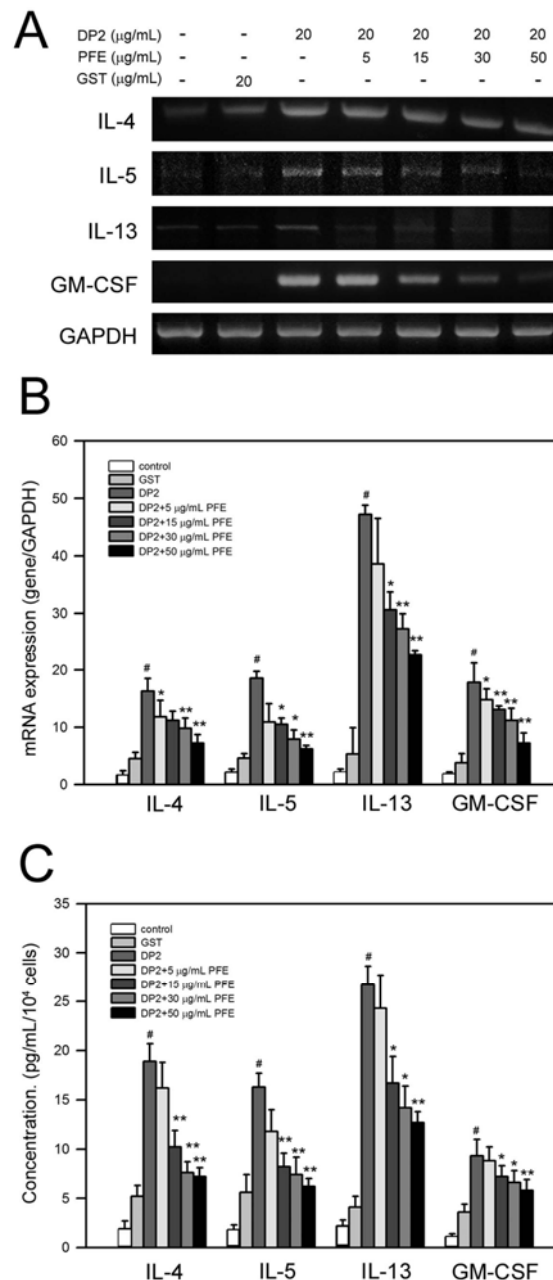 A
DP2 (μg/mL) - - 20 20 20 20 20
PFE (μg/mL) - - - 5 15 30 50
GST (μg/mL) - 20 - - - - -
IL-4
IL-5
IL-13
GM-CSF
GAPDH
B
60
50
40
30
20
10
0
mRNA expression (gene/GAPDH)
control
GST
DP2
DP2+5 μg/mL PFE
DP2+15 μg/mL PFE
DP2+30 μg/mL PFE
DP2+50 μg/mL PFE
# * ** **
# * * **
# * ** **
# * ** ** **
IL-4 IL-5 IL-13 GM-CSF
C
35
30
25
20
15
10
5
0
Concentration. (pg/mL/10⁴ cells)
control
GST
DP2
DP2+5 μg/mL PFE
DP2+15 μg/mL PFE
DP2+30 μg/mL PFE
DP2+50 μg/mL PFE
# ** ** **
# ** ** **
# * * **
# * * **
IL-4 IL-5 IL-13 GM-CSF